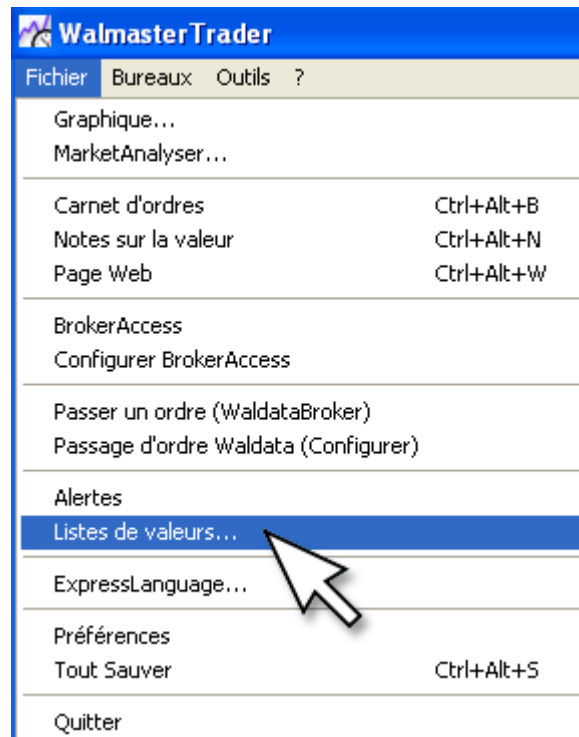 WalmasterTrader
Fichier Bureaux Outils ?
Graphique...
MarketAnalyser...
Carnet d'ordres Ctrl+Alt+B
Notes sur la valeur Ctrl+Alt+N
Page Web Ctrl+Alt+W
BrokerAccess
Configurer BrokerAccess
Passer un ordre (WaldataBroker)
Passage d'ordre Waldata (Configurer)
Alertes
Listes de valeurs...
ExpressLanguage...
Préférences
Tout Sauver Ctrl+Alt+S
Quitter